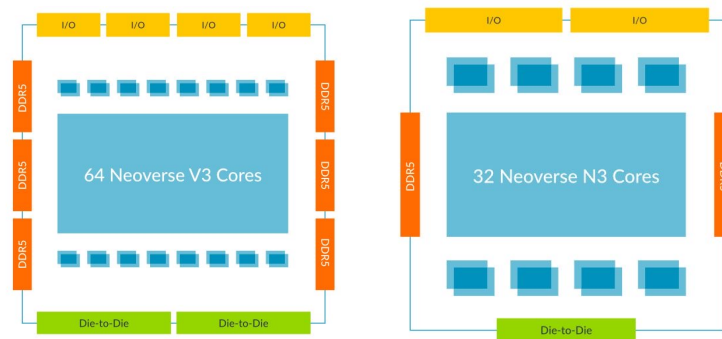 I/O
I/O
I/O
I/O
DDR5
DDR5
DDR5
64 Neoverse V3 Cores
DDR5
DDR5
DDR5
Die-to-Die
Die-to-Die
I/O
I/O
DDR5
32 Neoverse N3 Cores
Die-to-Die